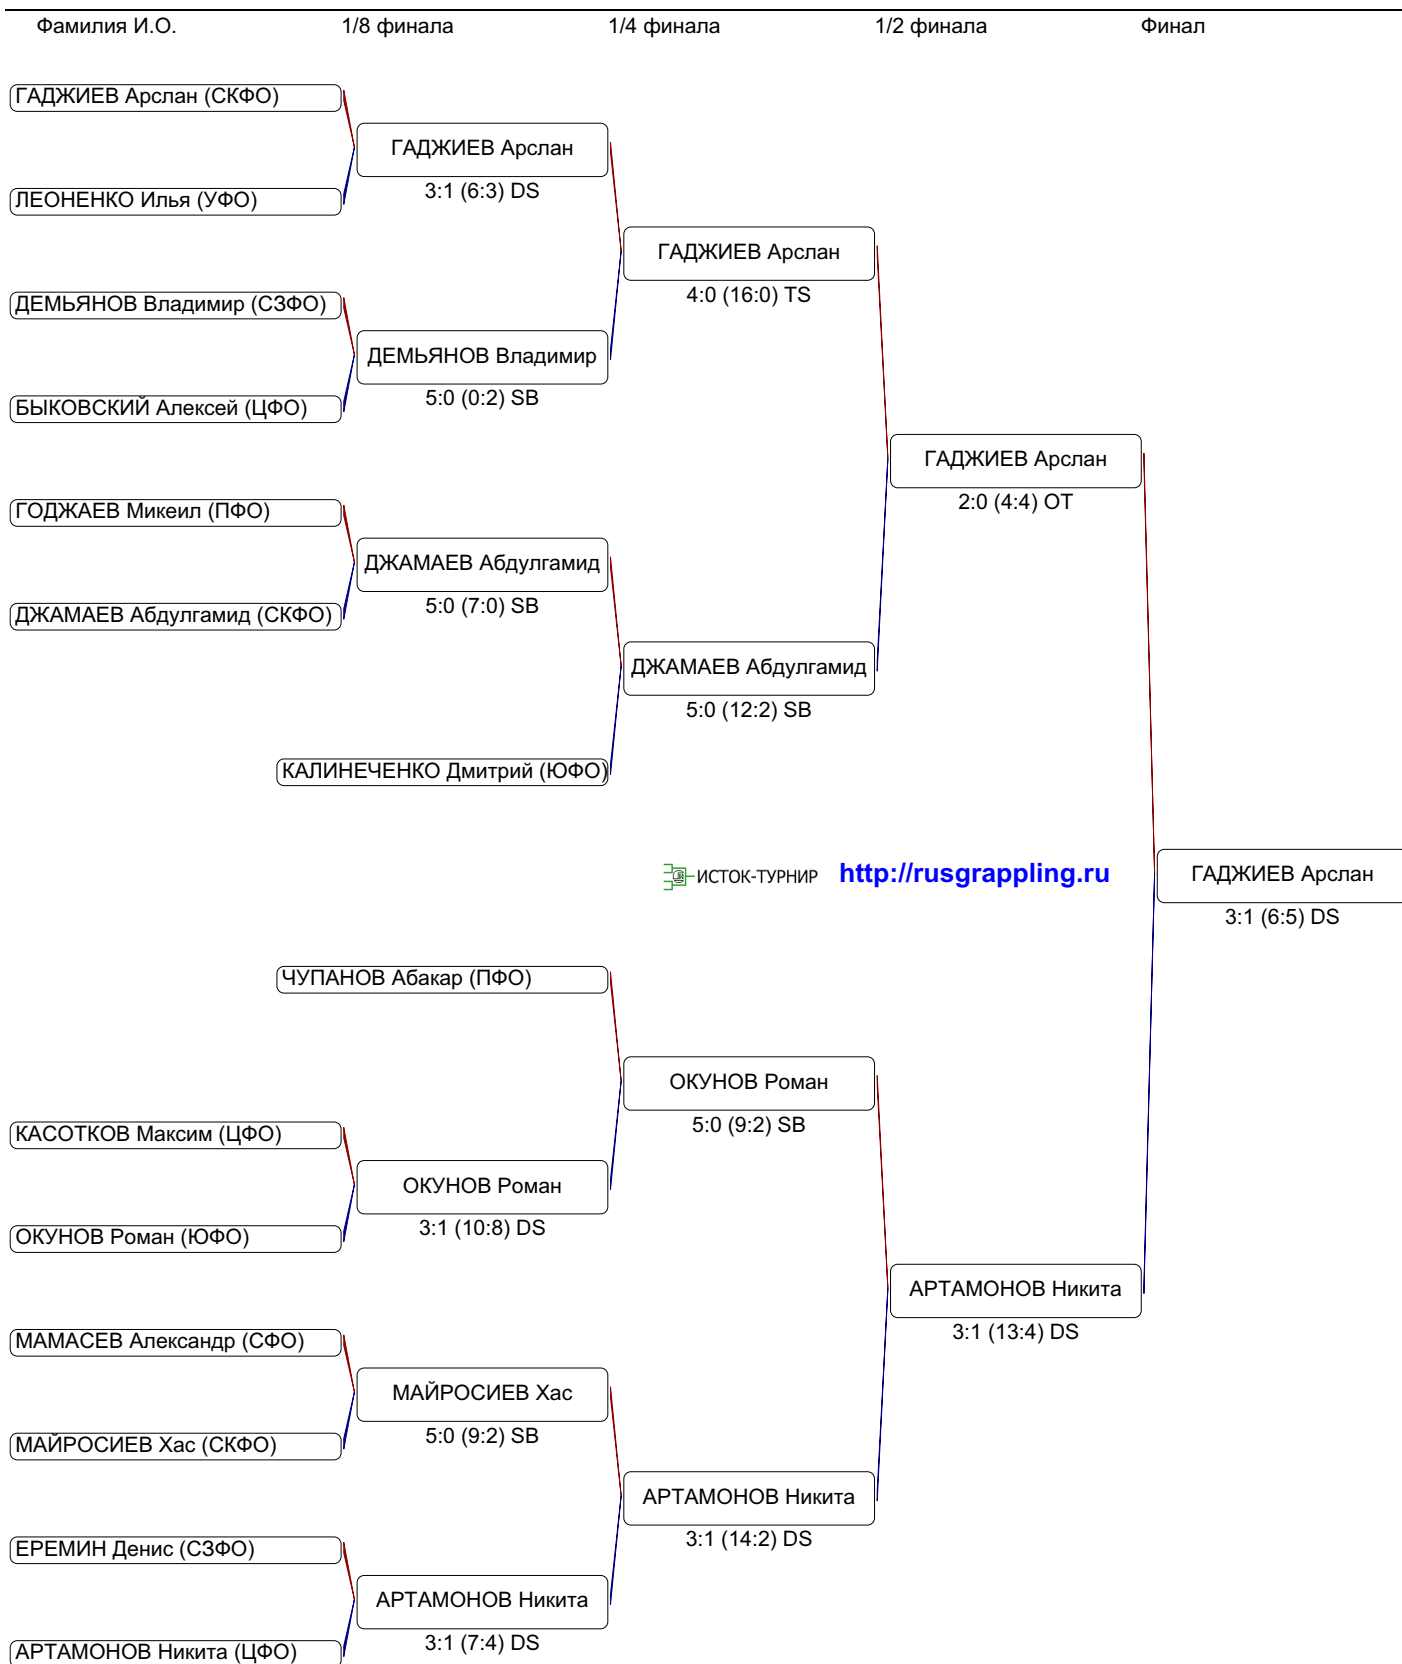 Фамилия И.О. 1/8 финала 1/4 финала 1/2 финала Финал
ГАДЖИЕВ Арслан (СКФО)
ГАДЖИЕВ Арслан
3:1 (6:3) DS
ЛЕОНЕНКО Илья (УФО)
ГАДЖИЕВ Арслан
4:0 (16:0) TS
ДЕМЬЯНОВ Владимир (СЗФО)
ДЕМЬЯНОВ Владимир
5:0 (0:2) SB
БЫКОВСКИЙ Алексей (ЦФО)
ГАДЖИЕВ Арслан
2:0 (4:4) OT
ГОДЖАЕВ Микеил (ПФО)
ДЖАМАЕВ Абдулгамид
5:0 (7:0) SB
ДЖАМАЕВ Абдулгамид (СКФО)
ДЖАМАЕВ Абдулгамид
5:0 (12:2) SB
КАЛИНЕЧЕНКО Дмитрий (ЮФО)
ИСТОК-ТУРНИР http://rusgrappling.ru
ГАДЖИЕВ Арслан
3:1 (6:5) DS
ЧУПАНОВ Абакар (ПФО)
ОКУНОВ Роман
5:0 (9:2) SB
КАСОТКОВ Максим (ЦФО)
ОКУНОВ Роман
3:1 (10:8) DS
ОКУНОВ Роман (ЮФО)
АРТАМОНОВ Никита
3:1 (13:4) DS
МАМАСЕВ Александр (СФО)
МАЙРОСИЕВ Хас
5:0 (9:2) SB
МАЙРОСИЕВ Хас (СКФО)
АРТАМОНОВ Никита
3:1 (14:2) DS
ЕРЕМИН Денис (СЗФО)
АРТАМОНОВ Никита
3:1 (7:4) DS
АРТАМОНОВ Никита (ЦФО)